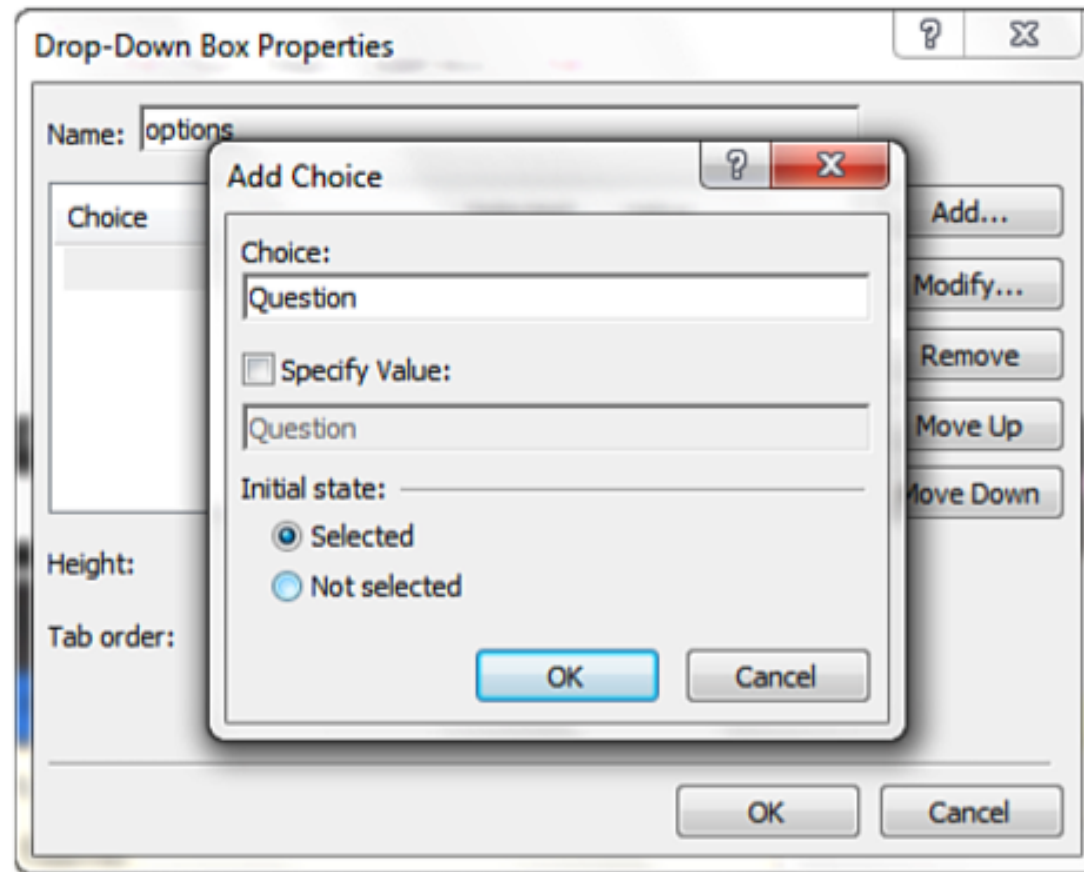 Drop-Down Box Properties
Name: options
Choice
Add...
Modify...
Remove
Move Up
Move Down
Height:
Tab order:
OK
Cancel
Add Choice
Choice:
Question
Specify Value:
Question
Initial state:
Selected
Not selected
OK
Cancel